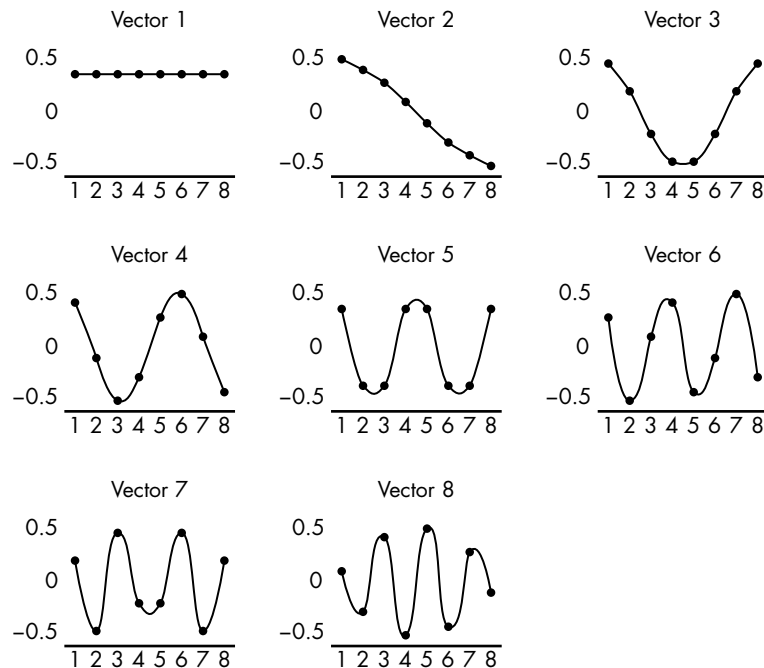 Vector 1 Vector 2 Vector 3
0.5 0.5 0.5
0 0 0
−0.5 −0.5 −0.5
1 2 3 4 5 6 7 8 1 2 3 4 5 6 7 8 1 2 3 4 5 6 7 8
Vector 4 Vector 5 Vector 6
0.5 0.5 0.5
0 0 0
−0.5 −0.5 −0.5
1 2 3 4 5 6 7 8 1 2 3 4 5 6 7 8 1 2 3 4 5 6 7 8
Vector 7 Vector 8
0.5 0.5
0 0
−0.5 −0.5
1 2 3 4 5 6 7 8 1 2 3 4 5 6 7 8